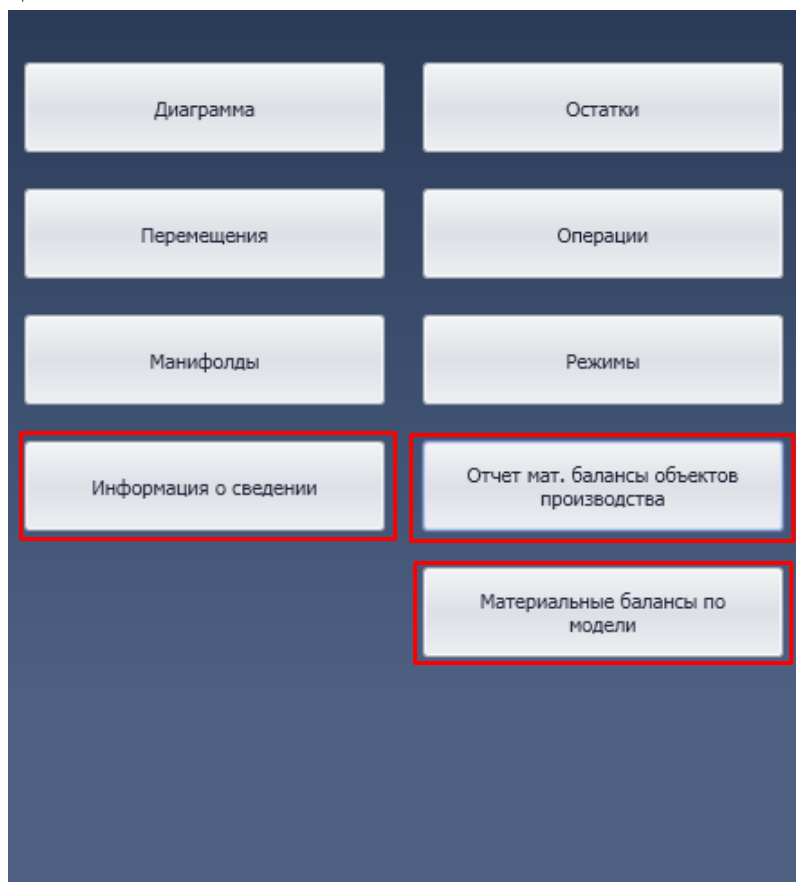 Диаграмма
Остатки
Перемещения
Операции
Манифолды
Режимы
Информация о сведении
Отчет мат. балансы объектов
производства
Материальные балансы по
модели